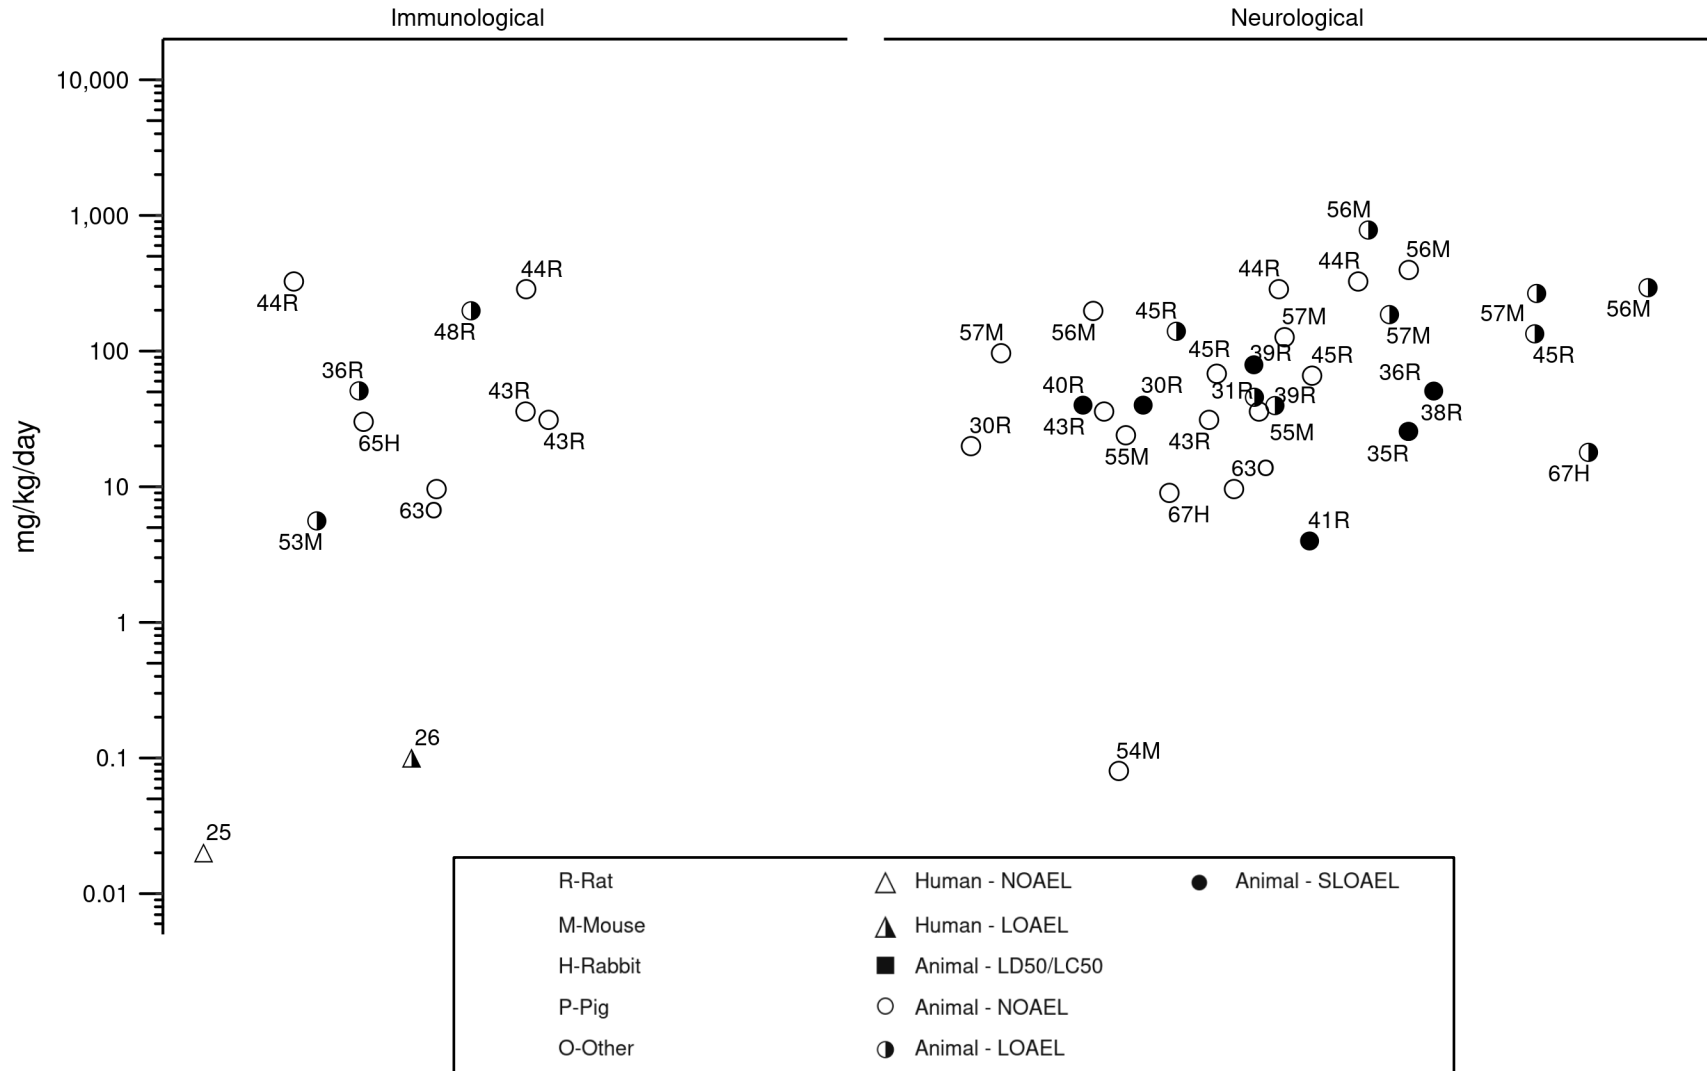 Immunological
Neurological
mg/kg/day
10,000
1,000
100
10
1
0.1
0.01
44R
48R
44R
36R
65H
43R
43R
63O
53M
26
25
56M
56M
44R
44R
57M
56M
57M
56M
45R
57M
57M
45R
45R
39R
45R
40R
30R
31R
39R
36R
38R
30R
43R
55M
43R
55M
35R
67H
63O
67H
41R
54M
R-Rat
M-Mouse
H-Rabbit
P-Pig
O-Other
Human - NOAEL
Human - LOAEL
Animal - LD50/LC50
Animal - NOAEL
Animal - LOAEL
Animal - SLOAEL